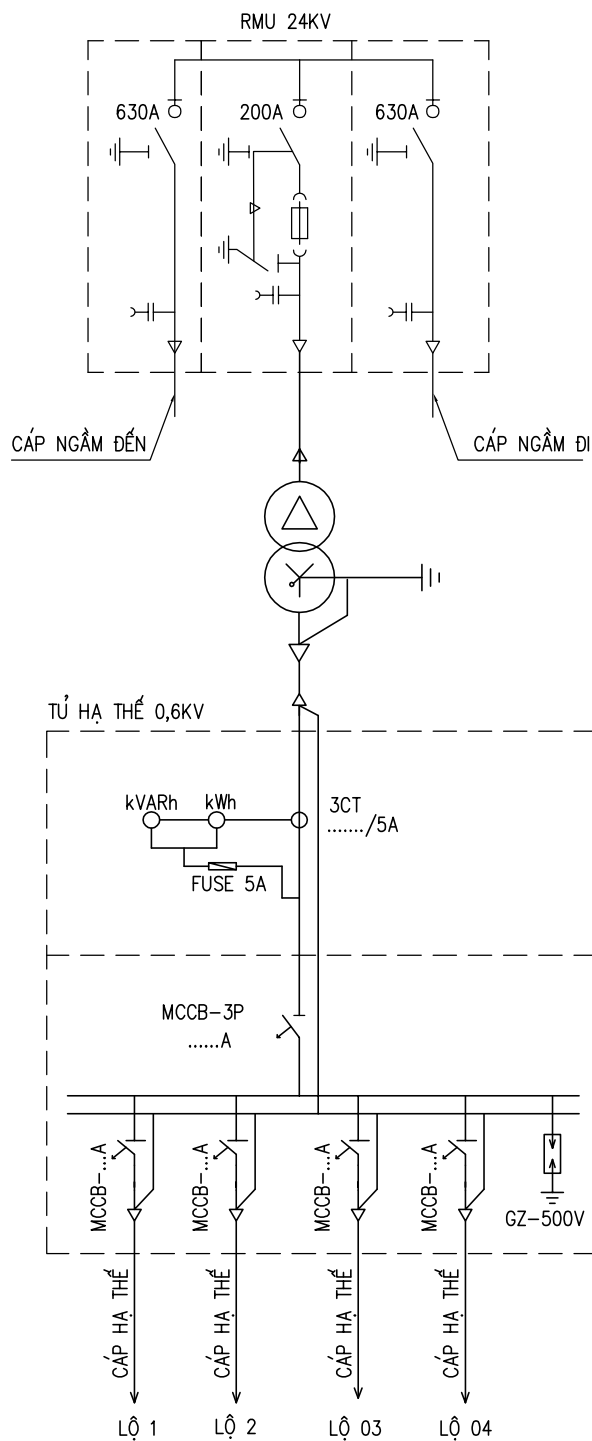 RMU 24KV
630A
200A
630A
CÁP NGẦM ĐẾN
CÁP NGẦM ĐI
TỦ HẠ THẾ 0,6KV
kVARh
kWh
3CT
......./5A
FUSE 5A
MCCB-3P
......A
MCCB-...A
MCCB-...A
MCCB-...A
MCCB-...A
GZ-500V
CÁP HẠ THẾ
CÁP HẠ THẾ
CÁP HẠ THẾ
CÁP HẠ THẾ
LỘ 1
LỘ 2
LỘ 03
LỘ 04